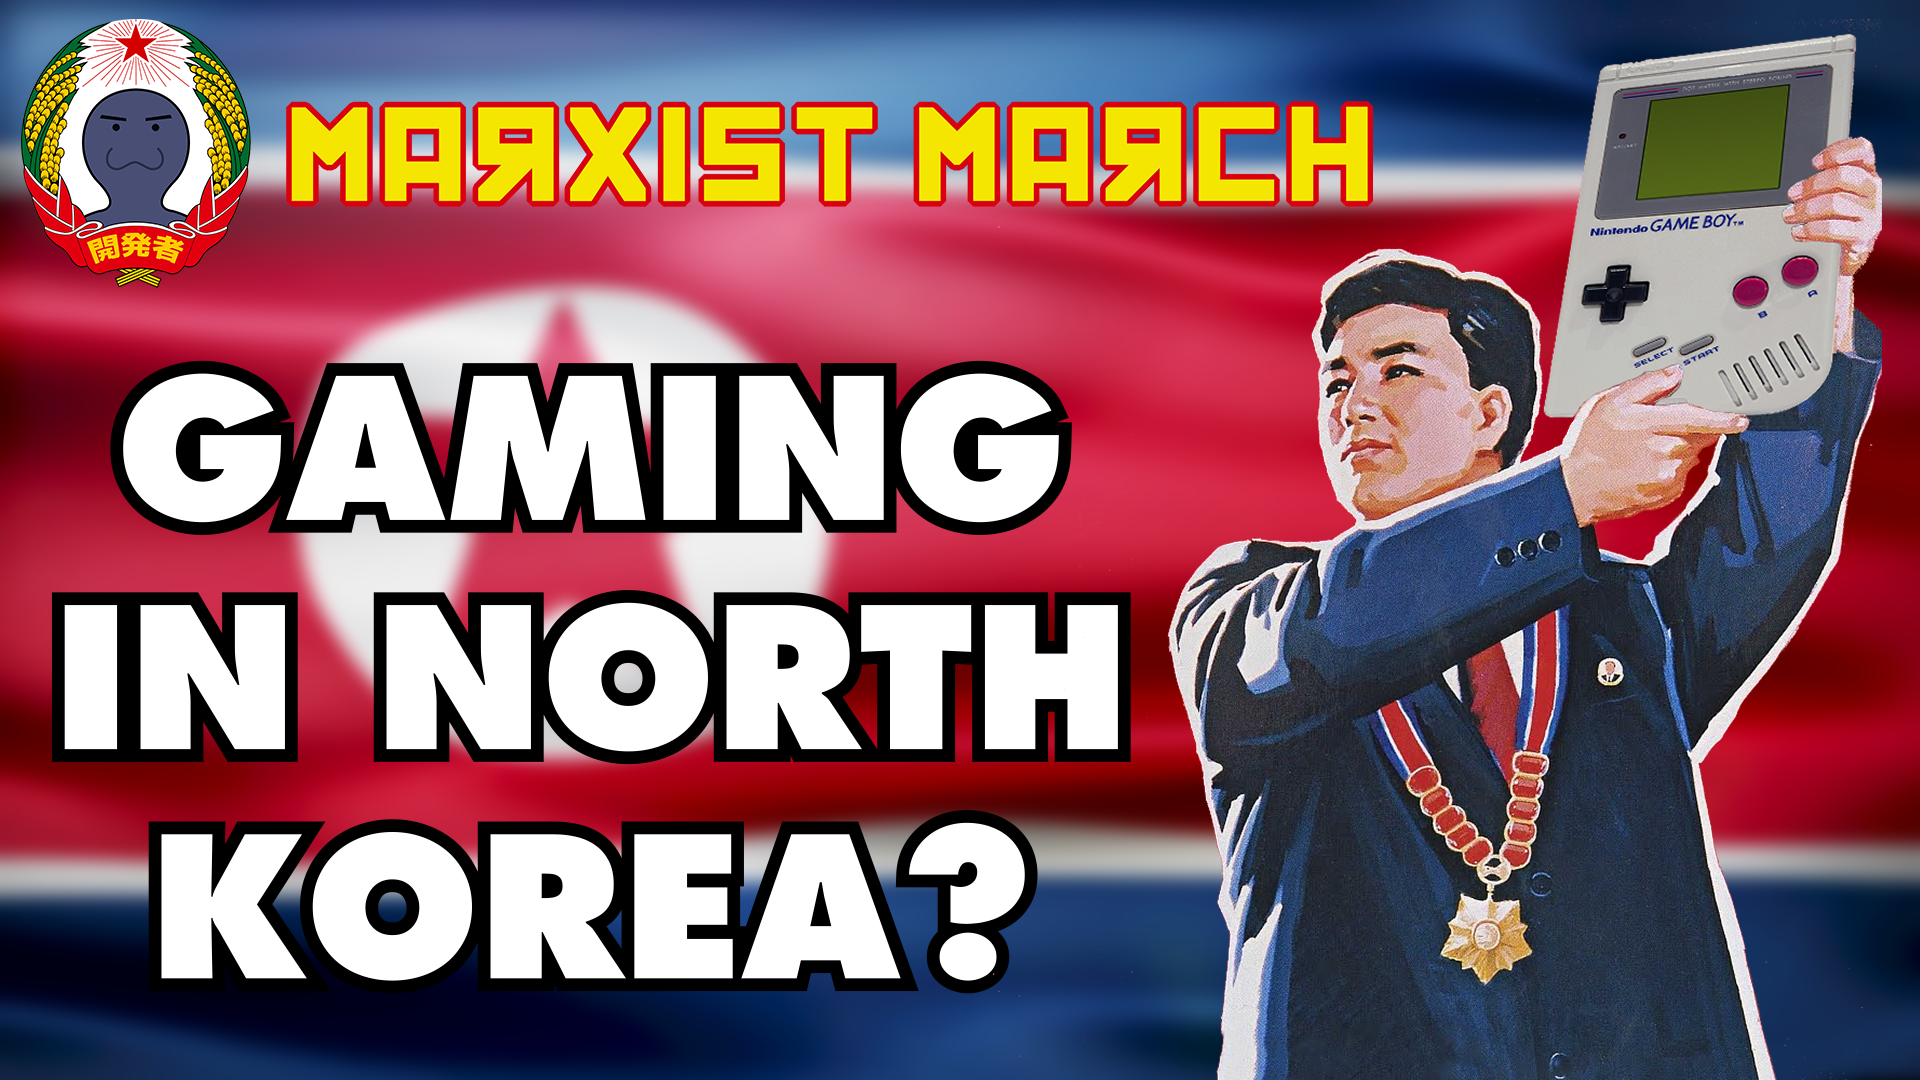 MARXIST MARCH
開発者
GAMING
IN NORTH
KOREA?
DOT MATRIX WITH STEREO SOUND
BATTERY
Nintendo GAME BOY™
B A
SELECT START